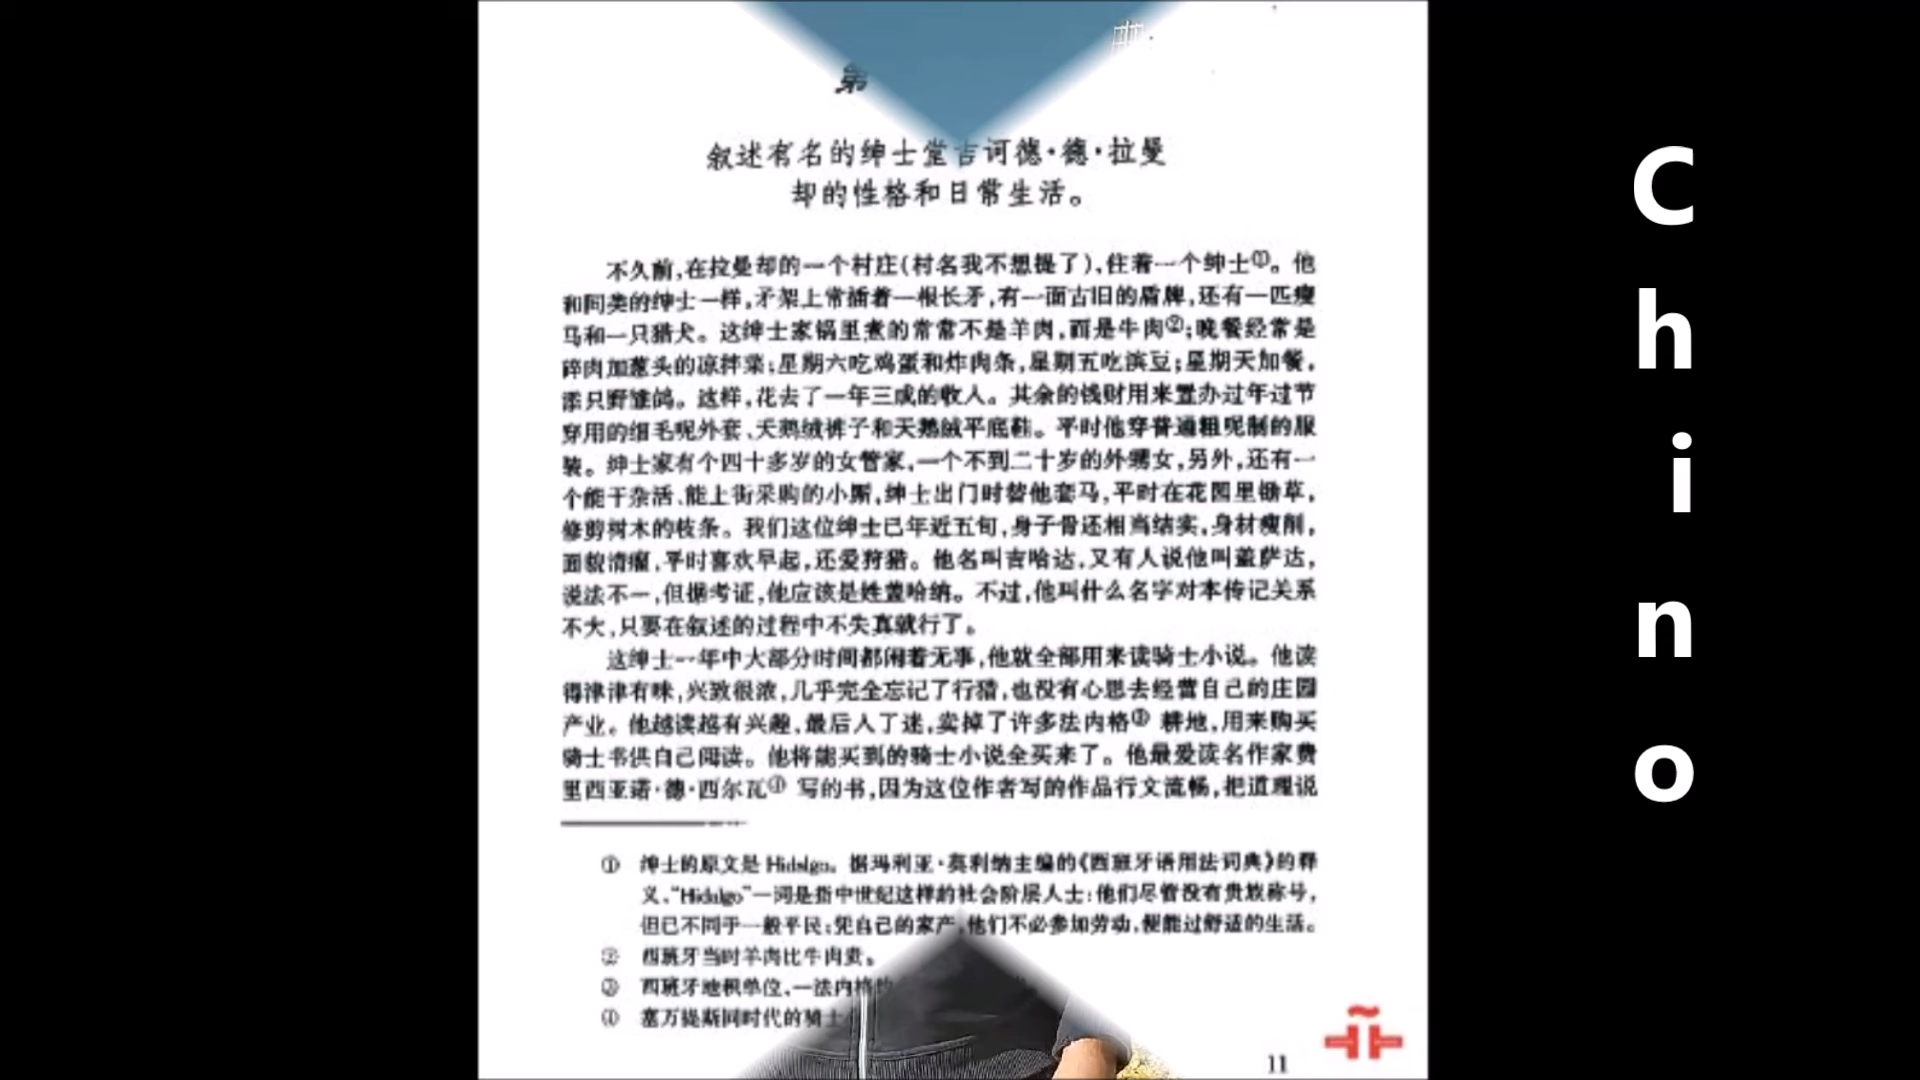 第
叙述有名的绅士堂吉诃德·德·拉曼
却的性格和日常生活。
不久前,在拉曼却的一个村庄(村名我不想提了),住着一个绅士①。他
和同类的绅士一样,矛架上常插着一根长矛,有一面古旧的盾牌,还有一匹瘦
马和一只猎犬。这绅士家锅里煮的常常不是羊肉,而是牛肉②;晚餐经常是
碎肉加葱头的凉拌菜;星期六吃鸡蛋和炸肉条,星期五吃滨豆;星期天加餐,
添只野雏鸽。这样,花去了一年三成的收入。其余的钱财用来置办过年过节
穿用的细毛呢外套、天鹅绒裤子和天鹅绒平底鞋。平时他穿普通粗呢制的服
装。绅士家有个四十多岁的女管家,一个不到二十岁的外甥女,另外,还有一
个能干杂活、能上街采购的小厮,绅士出门时替他套马,平时在花园里锄草,
修剪树木的枝条。我们这位绅士已年近五旬,身子骨还相当结实,身材瘦削,
面貌清癯,平时喜欢早起,还爱狩猎。他名叫吉哈达,又有人说他叫盖萨达,
说法不一,但据考证,他应该是姓盖哈纳。不过,他叫什么名字对本传记关系
不大,只要在叙述的过程中不失真就行了。
这绅士一年中大部分时间都闲着无事,他就全部用来读骑士小说。他读
得津津有味,兴致很浓,几乎完全忘记了行猎,也没有心思去经营自己的庄园
产业。他越读越有兴趣,最后入了迷,卖掉了许多法内格③ 耕地,用来购买
骑士书供自己阅读。他将能买到的骑士小说全买来了。他最爱读名作家费
里西亚诺·德·西尔瓦④ 写的书,因为这位作者写的作品行文流畅,把道理说
① 绅士的原文是 Hidalgo。据玛利亚·莫利纳主编的《西班牙语用法词典》的释
义,“Hidalgo”一词是指中世纪这样的社会阶层人士:他们尽管没有贵族称号,
但已不同于一般平民;凭自己的家产,他们不必参加劳动,便能过舒适的生活。
② 西班牙当时羊肉比牛肉贵。
③ 西班牙地积单位,一法内格
④ 塞万提斯同时代的骑士
11
C
h
i
n
o